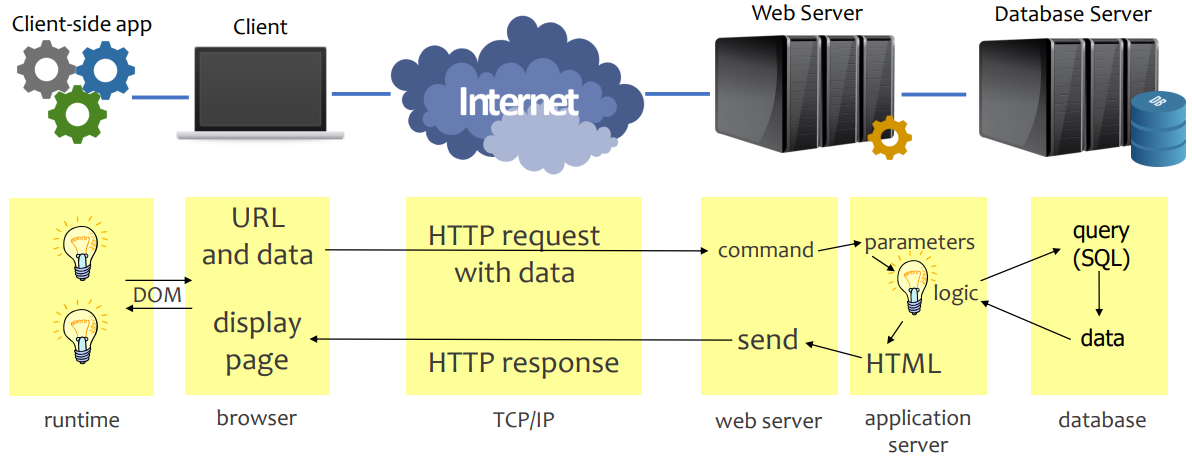 Client-side app
Client
Internet
Web Server
Database Server
DB
URL
and data
HTTP request
with data
command
parameters
logic
query
(SQL)
DOM
display
page
HTTP response
send
HTML
data
runtime
browser
TCP/IP
web server
application
server
database